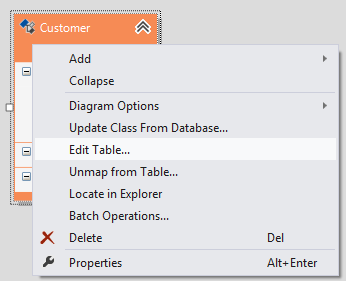 Customer
Add
Collapse
Diagram Options
Update Class From Database...
Edit Table...
Unmap from Table...
Locate in Explorer
Batch Operations...
Delete Del
Properties Alt+Enter